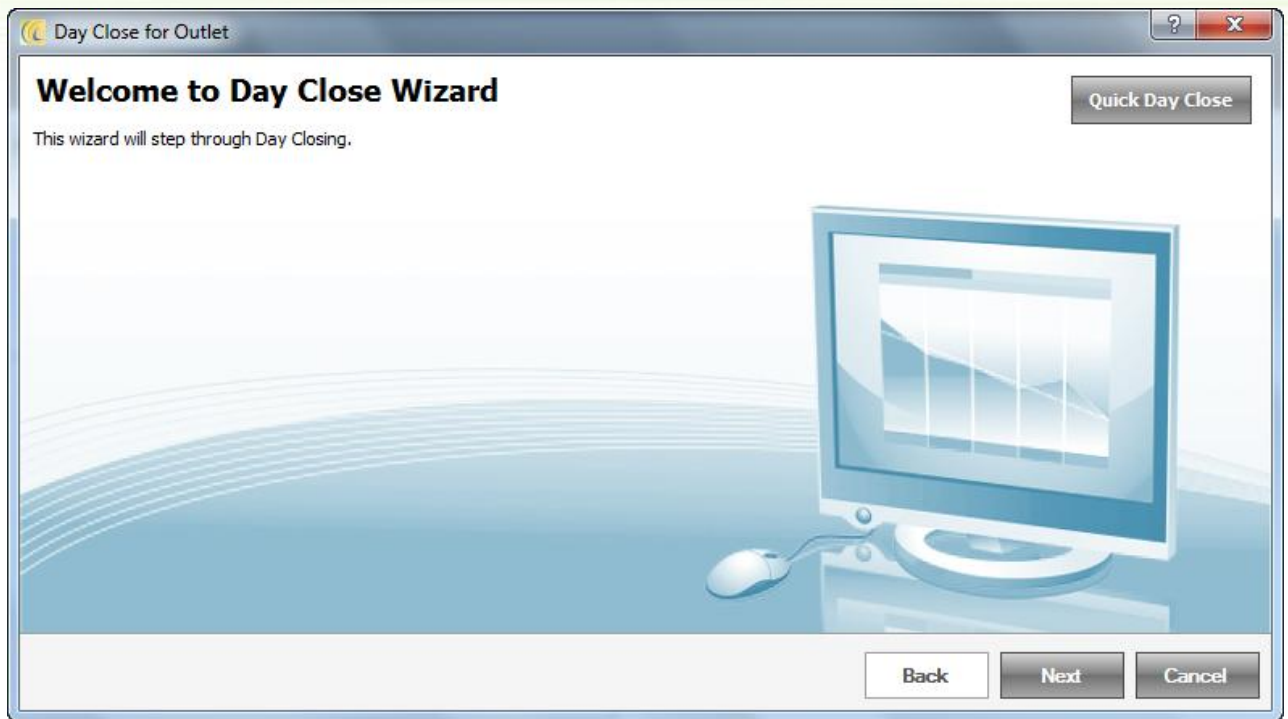 Day Close for Outlet
?
X
Welcome to Day Close Wizard
Quick Day Close
This wizard will step through Day Closing.
Back
Next
Cancel